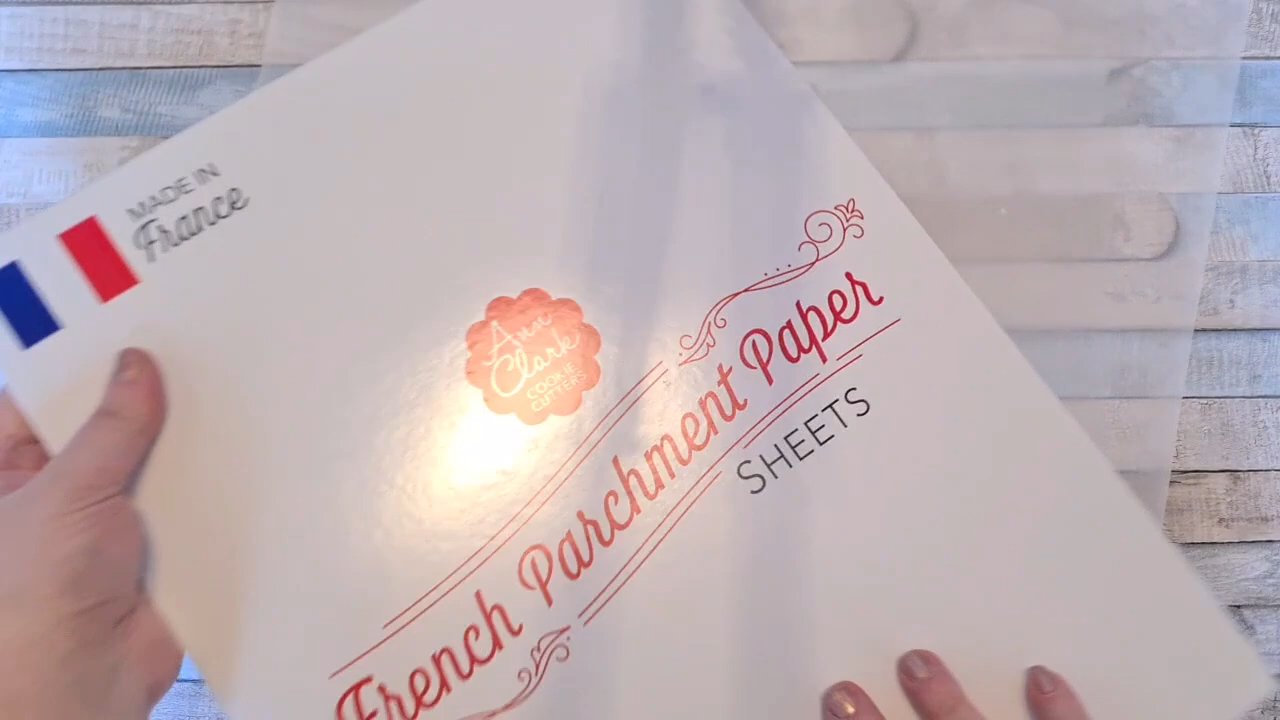 MADE IN
France
Ann
Clark
COOKIE
CUTTERS
French Parchment Paper
SHEETS